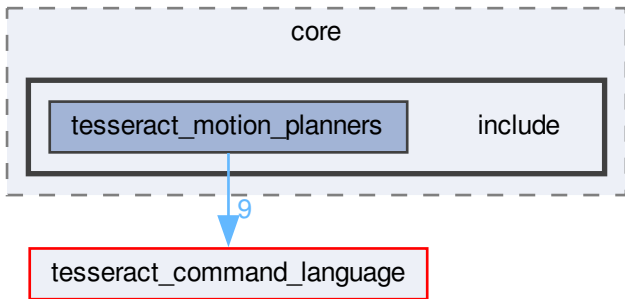 core
tesseract_motion_planners
include
9
tesseract_command_language